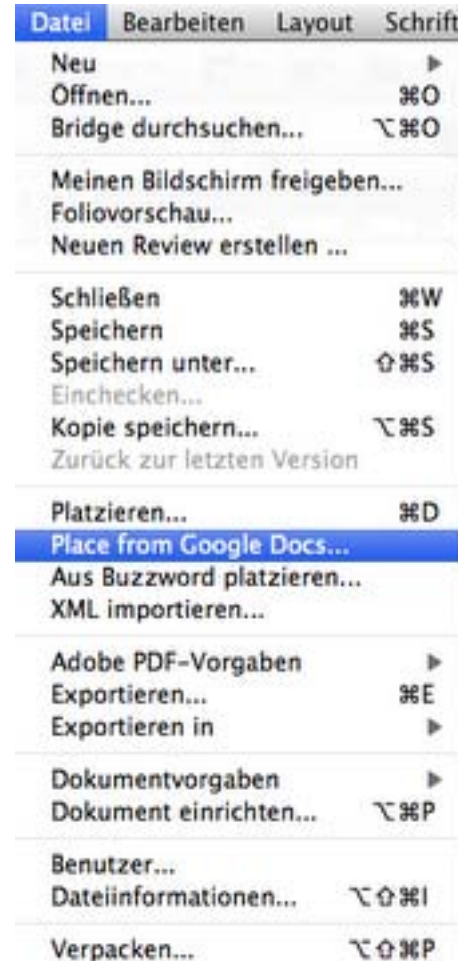 Datei Bearbeiten Layout Schrift
Neu ▶
Öffnen... ⌘O
Bridge durchsuchen... ⌥⌘O
Meinen Bildschirm freigeben...
Foliovorschau...
Neuen Review erstellen ...
Schließen ⌘W
Speichern ⌘S
Speichern unter... ⇧⌘S
Einchecken...
Kopie speichern... ⌥⌘S
Zurück zur letzten Version
Platzieren... ⌘D
Place from Google Docs...
Aus Buzzword platzieren...
XML importieren...
Adobe PDF-Vorgaben ▶
Exportieren... ⌘E
Exportieren in ▶
Dokumentvorgaben ▶
Dokument einrichten... ⌥⌘P
Benutzer...
Dateiinformationen... ⌥⇧⌘I
Verpacken... ⌥⇧⌘P